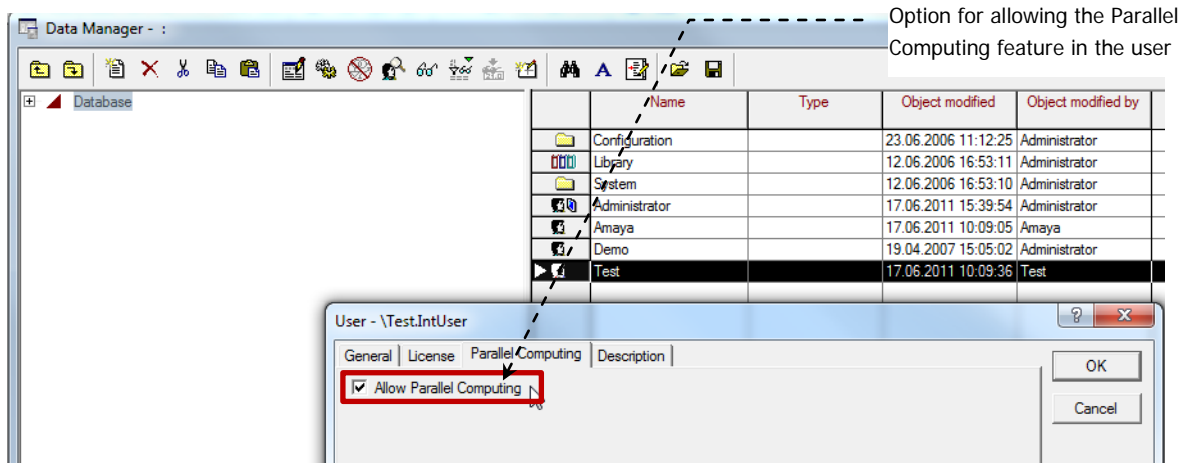 Option for allowing the Parallel
Computing feature in the user
Data Manager - :
Database
Name Type Object modified Object modified by
Configuration 23.06.2006 11:12:25 Administrator
Library 12.06.2006 16:53:11 Administrator
System 12.06.2006 16:53:10 Administrator
Administrator 17.06.2011 15:39:54 Administrator
Amaya 17.06.2011 10:09:05 Amaya
Demo 19.04.2007 15:05:02 Administrator
Test 17.06.2011 10:09:36 Test
User - \Test.IntUser
General License Parallel Computing Description
Allow Parallel Computing
OK
Cancel